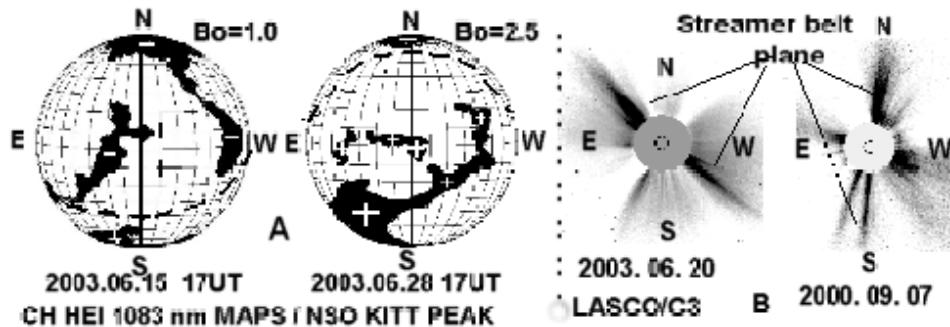 N
Bo=1.0
E
W
N
Bo=2.5
E
W
A
S
S
2003.06.15 17UT
2003.06.28 17UT
CH HEI 1083 nm MAPS / NSO KITT PEAK
Streamer belt
plane
N
E
W
S
2003. 06. 20
N
E
W
S
2000. 09. 07
LASCO/C3
B